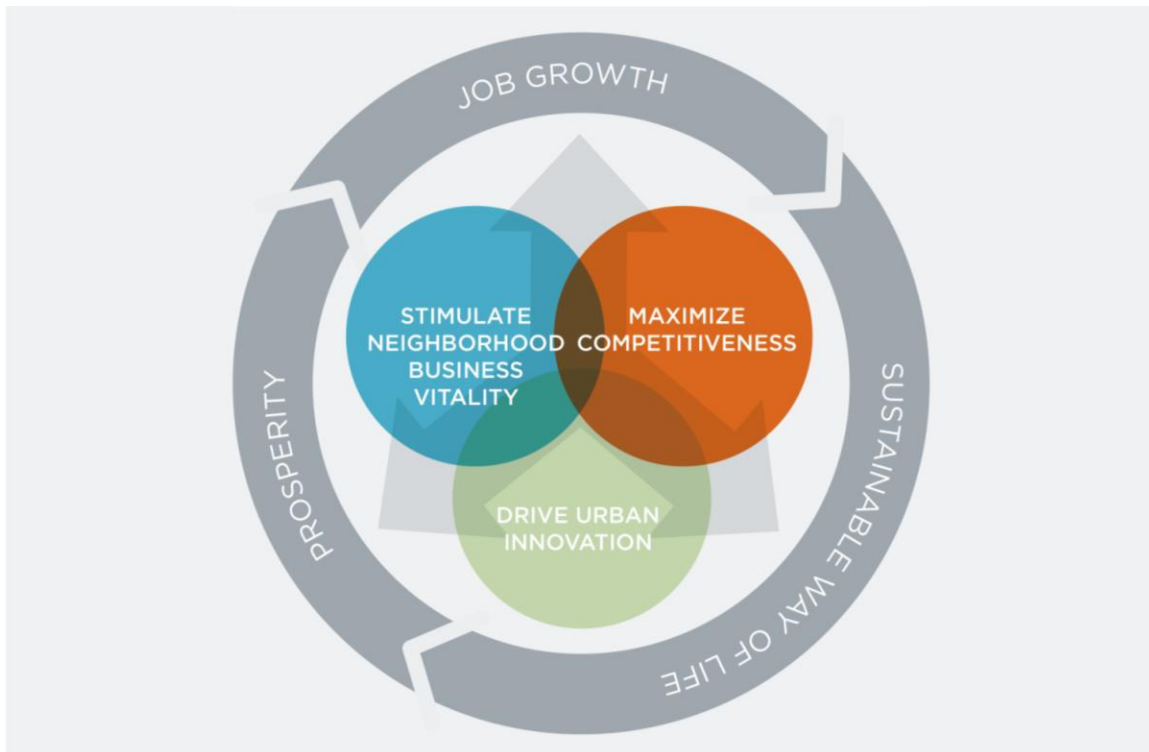 JOB GROWTH
STIMULATE
NEIGHBORHOOD
BUSINESS
VITALITY
MAXIMIZE
COMPETITIVENESS
DRIVE URBAN
INNOVATION
PROSPERITY
SUSTAINABLE WAY OF LIFE